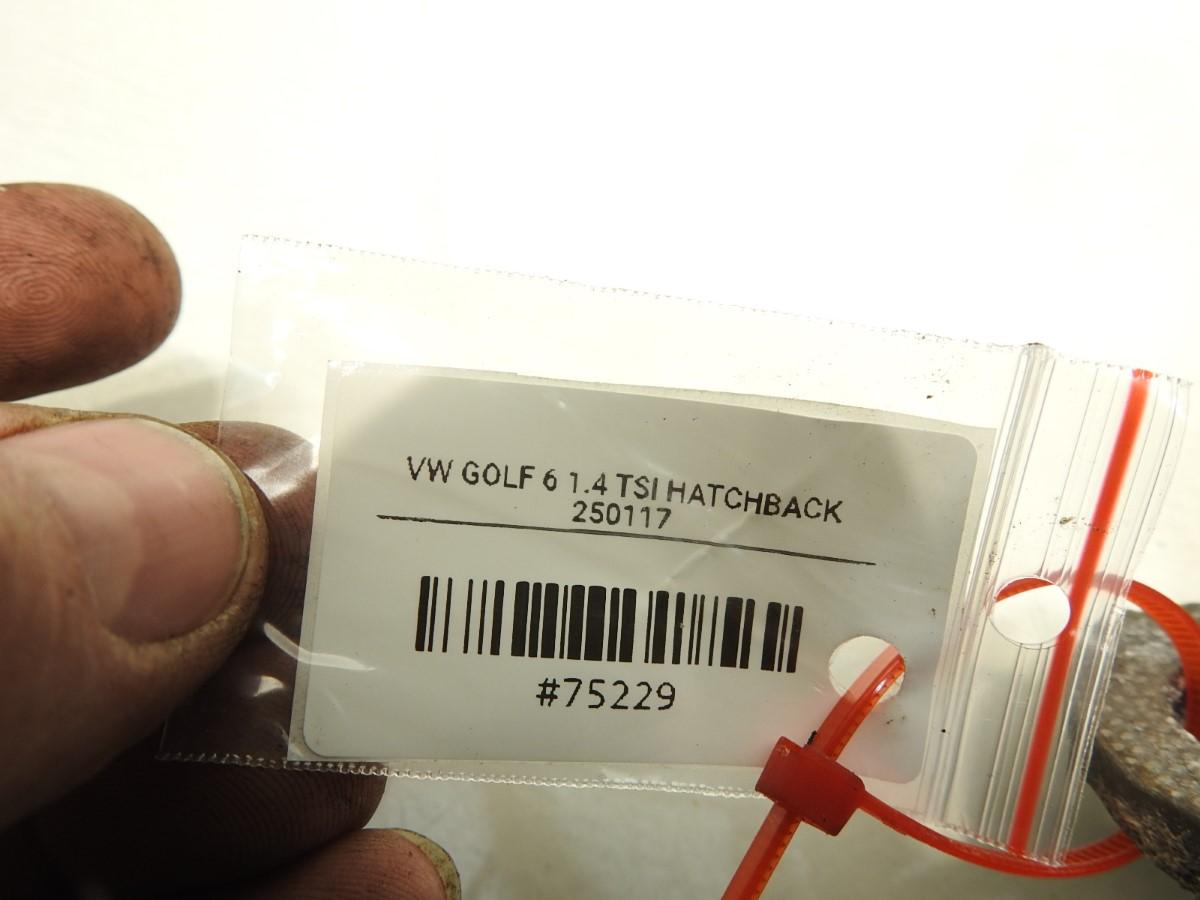 VW GOLF 6 1.4 TSI HATCHBACK
250117
#75229